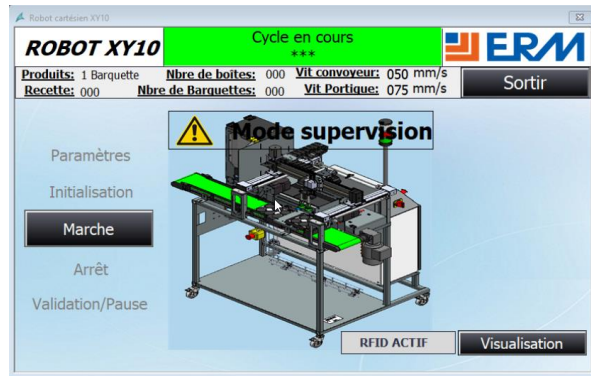 Robot cartésien XY10
ROBOT XY10
Cycle en cours
***
ERM
Produits: 1 Barquette Nbre de boites: 000 Vit convoyeur: 050 mm/s
Recette: 000 Nbre de Barquettes: 000 Vit Portique: 075 mm/s
Sortir
Mode supervision
Paramètres
Initialisation
Marche
Arrêt
Validation/Pause
RFID ACTIF
Visualisation